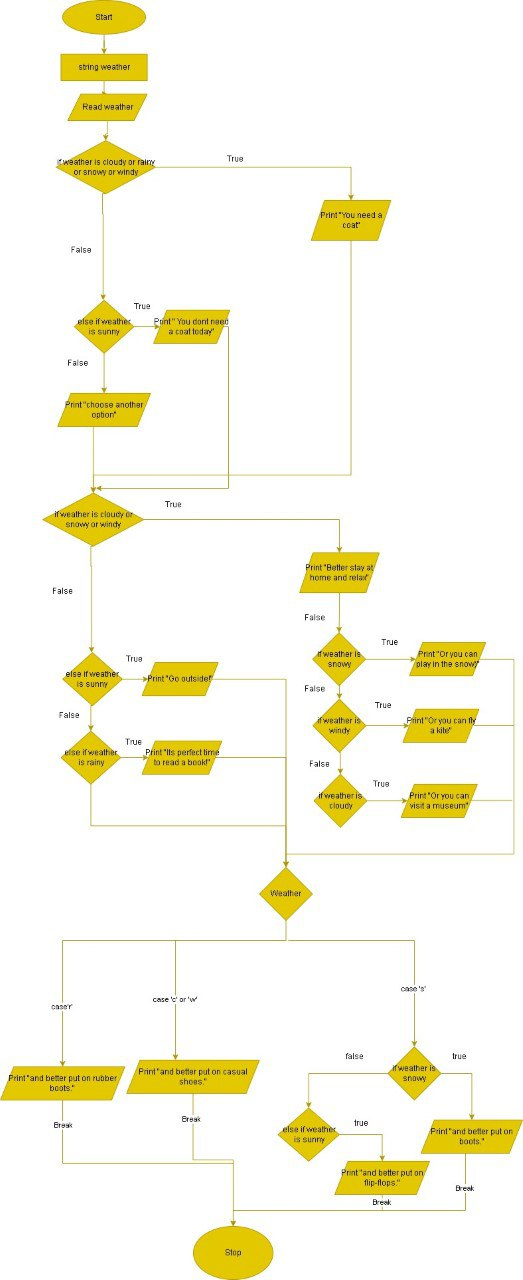 Start
string weather
Read weather
if weather is cloudy or rainy
or snowy or windy
True
Print "You need a
coat"
False
else if weather
is sunny
True
Print " You dont need
a coat today"
False
Print "choose another
option"
if weather is cloudy or
snowy or windy
True
Print "Better stay at
home and relax"
False
False
if weather is
snowy
True
Print "Or you can
play in the snow)"
else if weather
is sunny
True
Print "Go outside!"
False
if weather is
windy
True
Print "Or you can fly
a kite"
False
else if weather
is rainy
True
Print "Its perfect time
to read a book!"
False
if weather is
cloudy
True
Print "Or you can
visit a museum"
Weather
case'r'
case 'c' or 'w'
case 's'
Print "and better put on rubber
boots."
Break
Print "and better put on casual
shoes."
Break
if weather is
snowy
false
true
else if weather
is sunny
true
Print "and better put on
boots."
Print "and better put on
flip-flops."
Break
Break
Stop